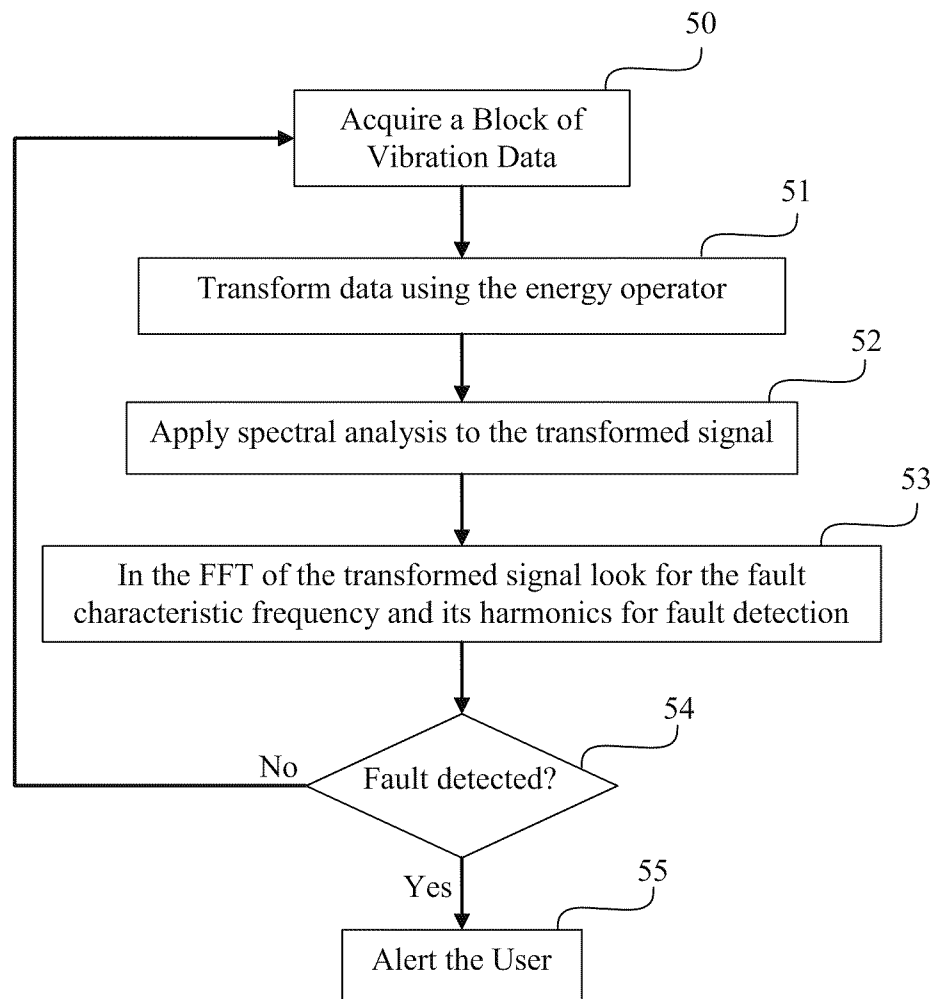 50
Acquire a Block of
Vibration Data
51
Transform data using the energy operator
52
Apply spectral analysis to the transformed signal
53
In the FFT of the transformed signal look for the fault
characteristic frequency and its harmonics for fault detection
54
No
Fault detected?
Yes
55
Alert the User